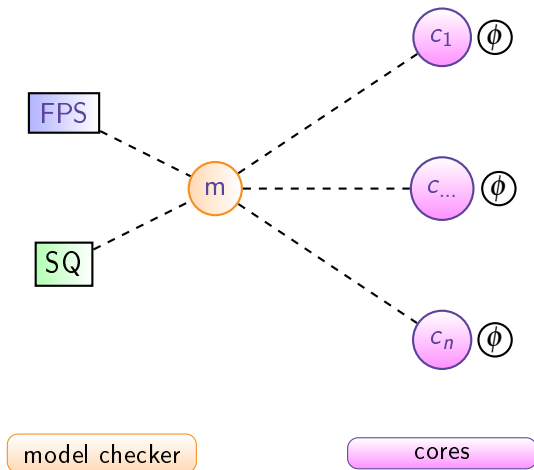 c₁ ϕ
FPS
m
c... ϕ
SQ
cₙ ϕ
model checker
cores